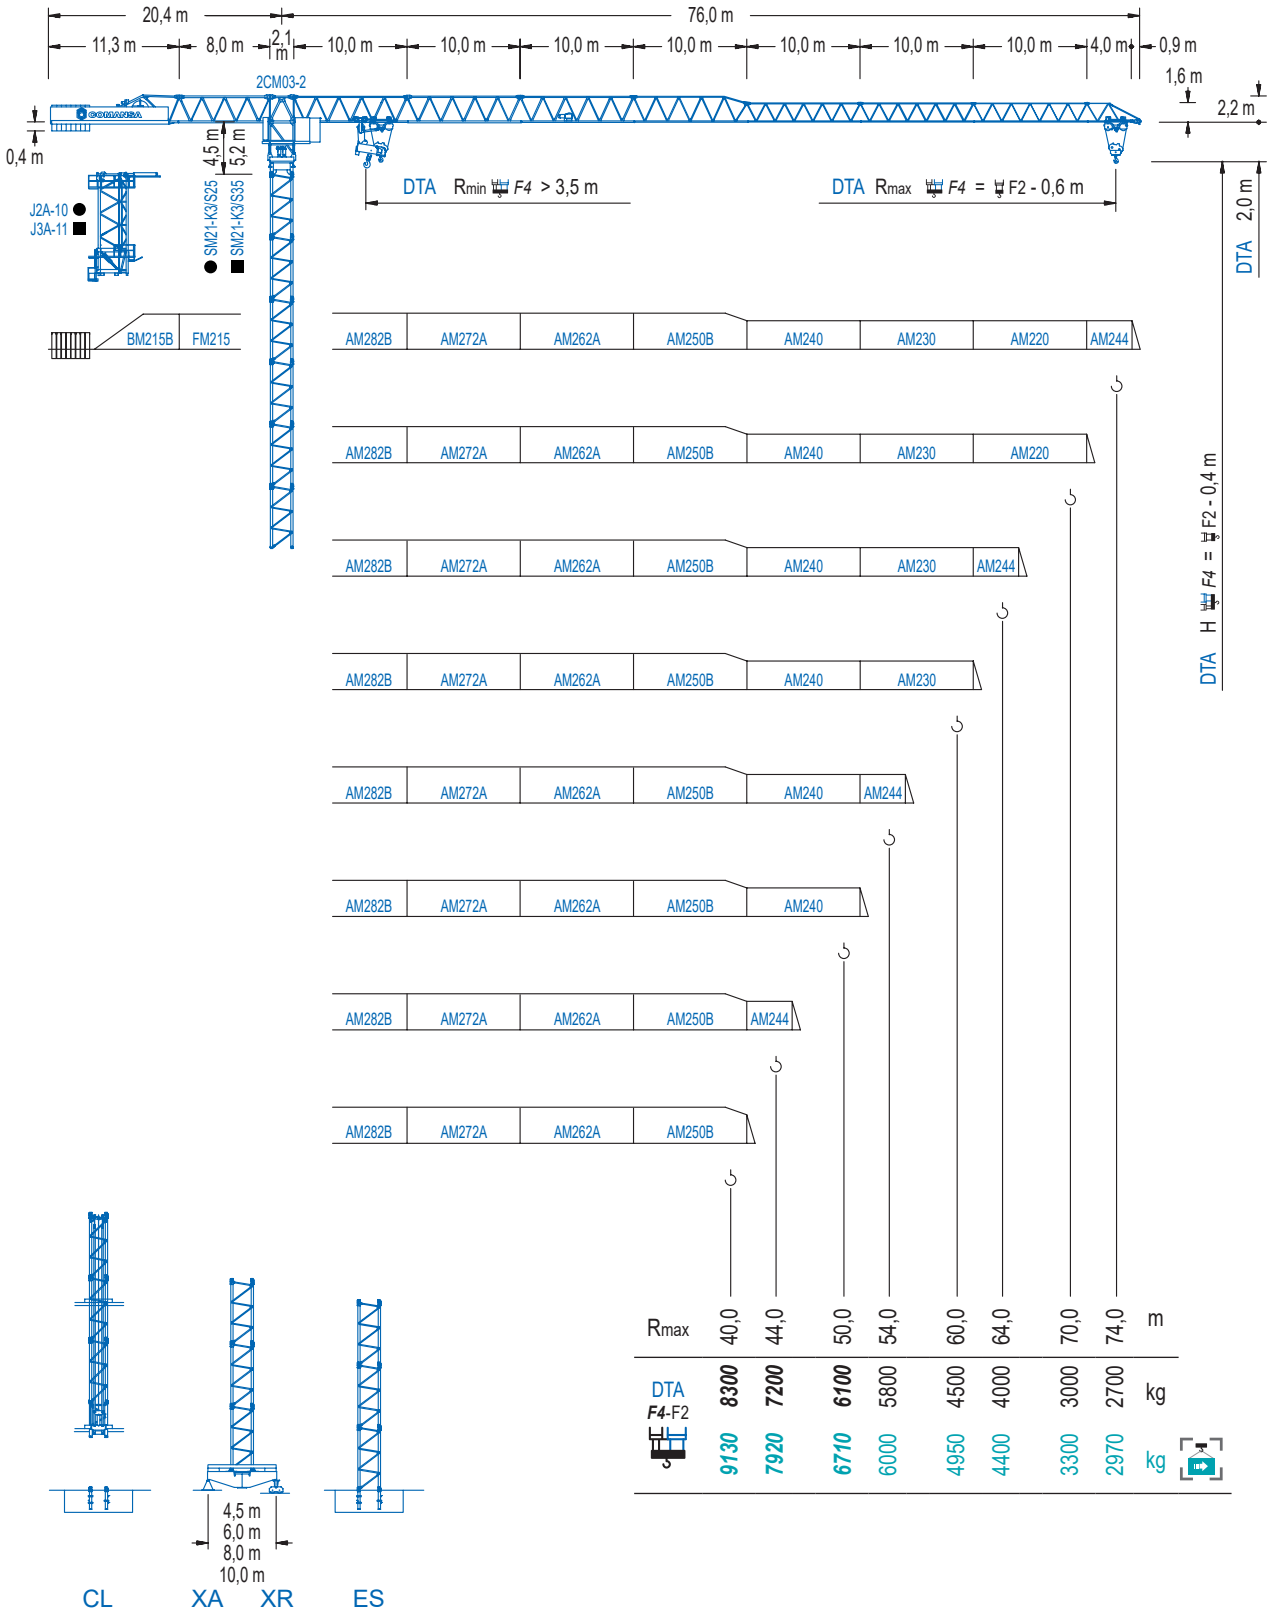 20,4 m 76,0 m
11,3 m 8,0 m 2,1 m 10,0 m 10,0 m 10,0 m 10,0 m 10,0 m 10,0 m 10,0 m 4,0 m 0,9 m
1,6 m
2CM03-2
COMANSA
2,2 m
0,4 m
4,5 m
5,2 m
DTA Rmin F4 > 3,5 m
DTA Rmax F4 = F2 - 0,6 m
DTA 2,0 m
J2A-10
J3A-11
SM21-K3/S25
SM21-K3/S35
BM215B FM215
AM282B AM272A AM262A AM250B AM240 AM230 AM220 AM244
AM282B AM272A AM262A AM250B AM240 AM230 AM220
DTA H F4 = F2 - 0,4 m
AM282B AM272A AM262A AM250B AM240 AM230 AM244
AM282B AM272A AM262A AM250B AM240 AM230
AM282B AM272A AM262A AM250B AM240 AM244
AM282B AM272A AM262A AM250B AM240
AM282B AM272A AM262A AM250B AM244
AM282B AM272A AM262A AM250B
Rmax 40,0 44,0 50,0 54,0 60,0 64,0 70,0 74,0 m
DTA 8300 7200 6100 5800 4500 4000 3000 2700 kg
F4-F2
9130 7920 6710 6000 4950 4400 3300 2970 kg
4,5 m
6,0 m
8,0 m
10,0 m
CL XA XR ES